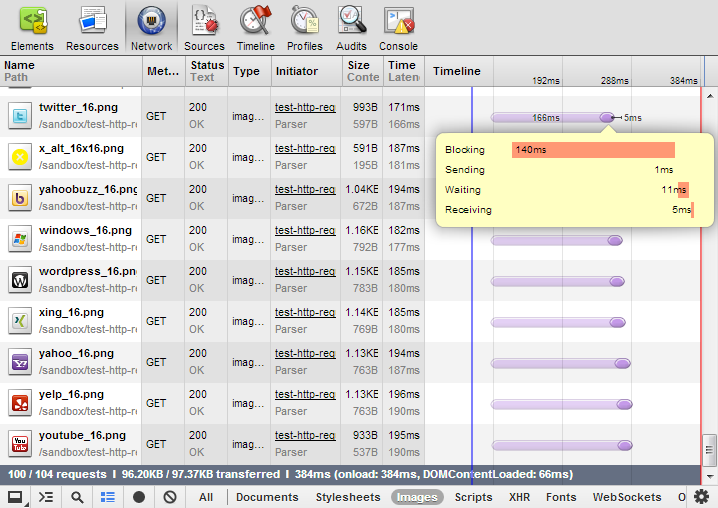 Elements Resources Network Sources Timeline Profiles Audits Console
Name Met... Status Type Initiator Size Time Timeline
Path Text Conte Laten 192ms 288ms 384ms
twitter_16.png GET 200 imag... test-http-req 993B 171ms
/sandbox/test-http-re OK Parser 597B 166ms
166ms 5ms
x_alt_16x16.png GET 200 imag... test-http-req 591B 187ms
/sandbox/test-http-re OK Parser 195B 181ms
yahoobuzz_16.png GET 200 imag... test-http-req 1.04KE 194ms
/sandbox/test-http-re OK Parser 672B 187ms
Blocking 140ms
Sending 1ms
Waiting 11ms
Receiving 5ms
windows_16.png GET 200 imag... test-http-req 1.16KE 182ms
/sandbox/test-http-re OK Parser 792B 177ms
wordpress_16.pn GET 200 imag... test-http-req 1.15KE 185ms
/sandbox/test-http-re OK Parser 783B 180ms
xing_16.png GET 200 imag... test-http-req 1.14KE 185ms
/sandbox/test-http-re OK Parser 769B 180ms
yahoo_16.png GET 200 imag... test-http-req 1.13KE 194ms
/sandbox/test-http-re OK Parser 763B 187ms
yelp_16.png GET 200 imag... test-http-req 1.13KE 196ms
/sandbox/test-http-re OK Parser 763B 190ms
youtube_16.png GET 200 imag... test-http-req 933B 195ms
/sandbox/test-http-re OK Parser 537B 190ms
100 / 104 requests I 96.20KB / 97.37KB transferred I 384ms (onload: 384ms, DOMContentLoaded: 66ms)
All Documents Stylesheets Images Scripts XHR Fonts WebSockets O